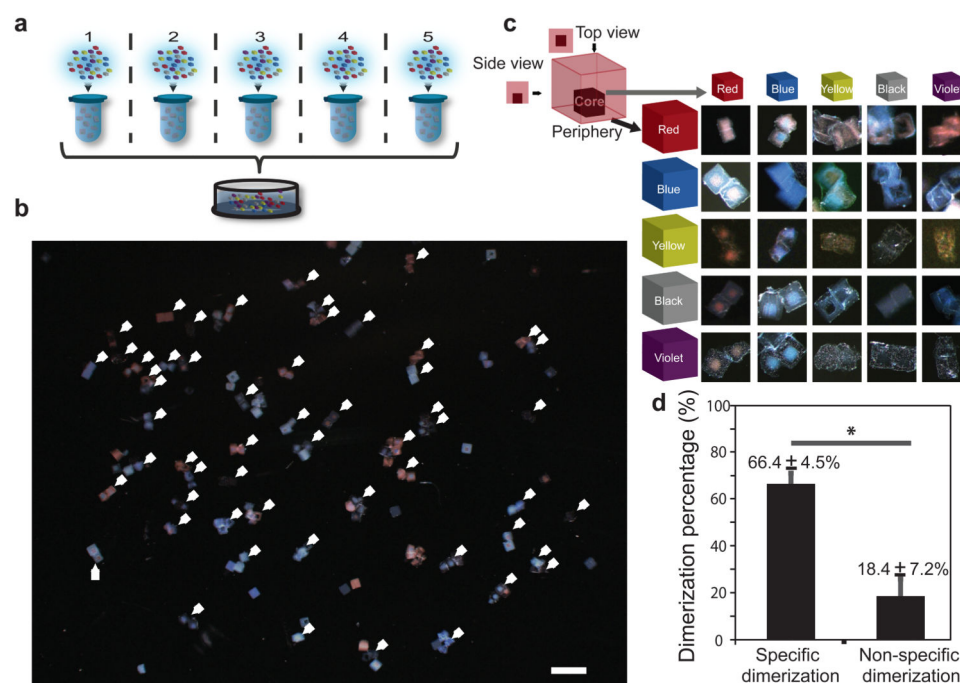 a
1 2 3 4 5
b
c
Top view
Side view
Core
Periphery
Red Blue Yellow Black Violet
Red
Blue
Yellow
Black
Violet
d
Dimerization percentage (%)
100
80
60
40
20
0
*
66.4 ± 4.5%
18.4 ± 7.2%
Specific
dimerization
Non-specific
dimerization